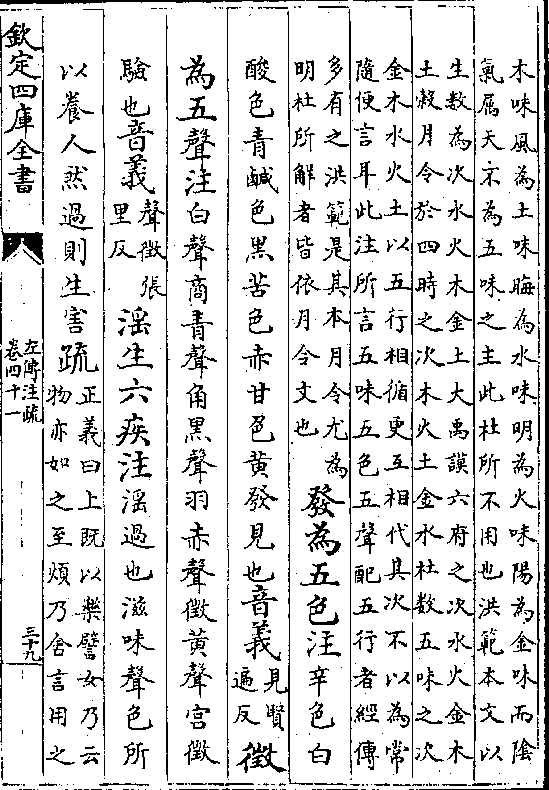 木味風為土味晦為水味明為火味陽為金味而陰
氣属天宗為五味之主此杜所不用也洪範本文以
生數為次水火木金土大禹謨六府之次水火金木
土穀月令於四時之次木火土金水杜數五味之次
金木水火土以五行相循更互相代其次不以為常
隨便言耳此注所言五味五色五聲配五行者經傳
多有之洪範是其本月令尤為
明杜所解者皆依月令文也
發為五色注辛色白
酸色青鹹色黒苦色赤甘色黃發見也音義
見賢
遍反
徵
為五聲注白聲商青聲角黒聲羽赤聲徵黃聲宫徵
驗也音義
聲徵張
里反
滛生六疾注滛過也滋味聲色所
以養人然過則生害疏
正義曰上既以樂譬女乃云
物亦如之至煩乃舍言用之
欽定四庫全書
左傳注疏
卷四十一
三十九